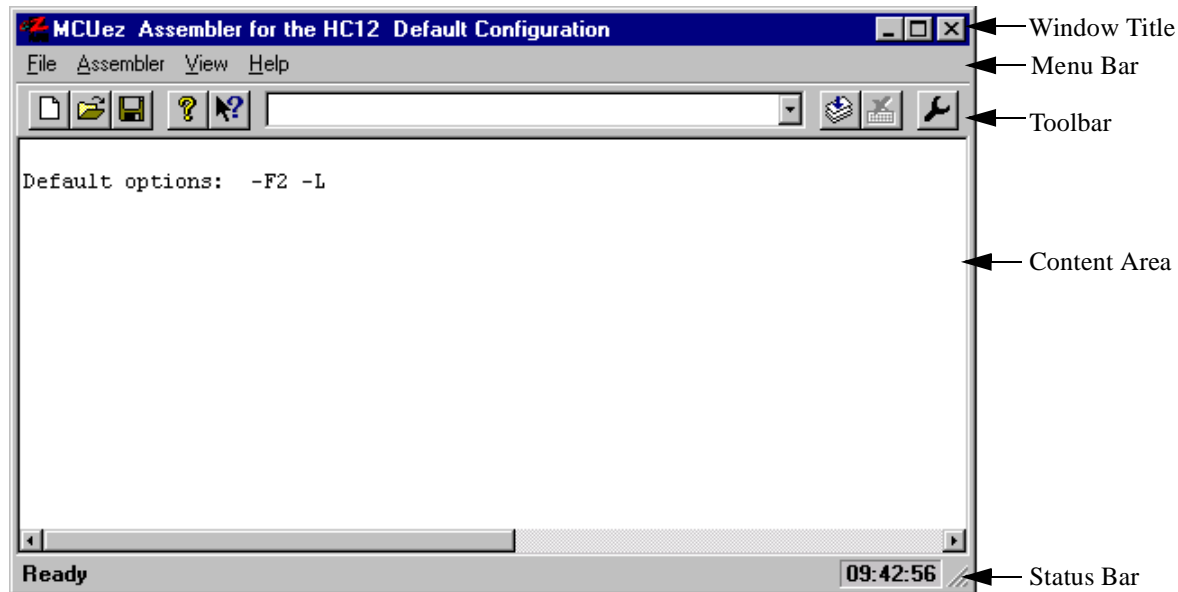 MCUez Assembler for the HC12 Default Configuration
Window Title
File Assembler View Help
Menu Bar
Toolbar
Default options: -F2 -L
Content Area
Ready
09:42:56
Status Bar